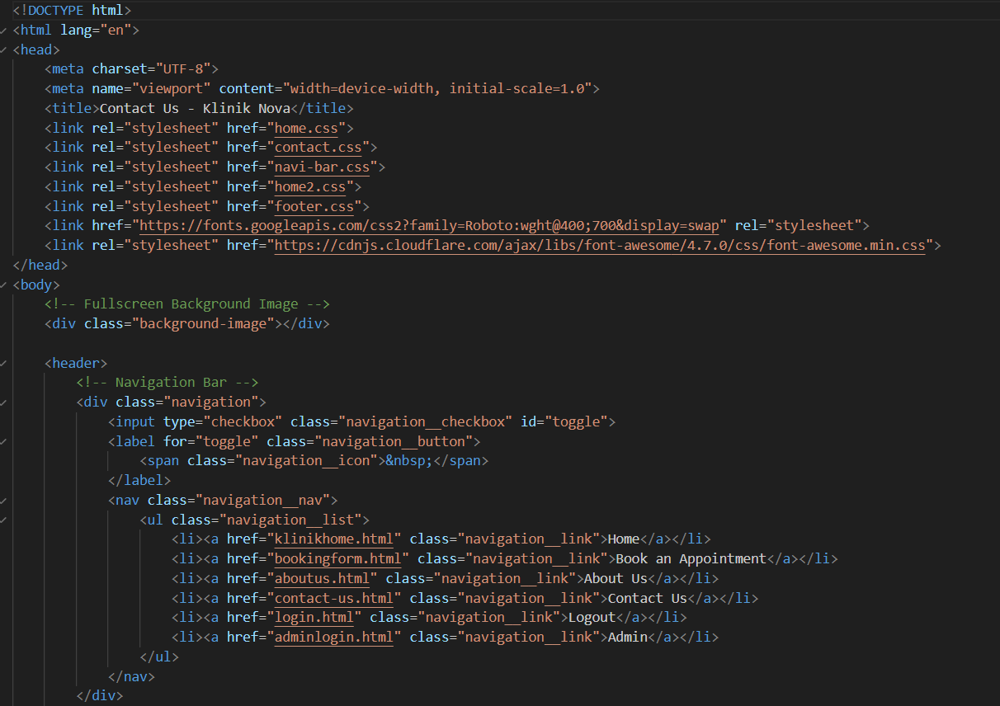 <!DOCTYPE html>
<html lang="en">
<head>
    <meta charset="UTF-8">
    <meta name="viewport" content="width=device-width, initial-scale=1.0">
    <title>Contact Us - Klinik Nova</title>
    <link rel="stylesheet" href="home.css">
    <link rel="stylesheet" href="contact.css">
    <link rel="stylesheet" href="navi-bar.css">
    <link rel="stylesheet" href="home2.css">
    <link rel="stylesheet" href="footer.css">
    <link href="https://fonts.googleapis.com/css2?family=Roboto:wght@400;700&display=swap" rel="stylesheet">
    <link rel="stylesheet" href="https://cdnjs.cloudflare.com/ajax/libs/font-awesome/4.7.0/css/font-awesome.min.css">
</head>
<body>
    <!-- Fullscreen Background Image -->
    <div class="background-image"></div>

    <header>
        <!-- Navigation Bar -->
        <div class="navigation">
            <input type="checkbox" class="navigation__checkbox" id="toggle">
            <label for="toggle" class="navigation__button">
                <span class="navigation__icon">&nbsp;</span>
            </label>
            <nav class="navigation__nav">
                <ul class="navigation__list">
                    <li><a href="klinikhome.html" class="navigation__link">Home</a></li>
                    <li><a href="bookingform.html" class="navigation__link">Book an Appointment</a></li>
                    <li><a href="aboutus.html" class="navigation__link">About Us</a></li>
                    <li><a href="contact-us.html" class="navigation__link">Contact Us</a></li>
                    <li><a href="login.html" class="navigation__link">Logout</a></li>
                    <li><a href="adminlogin.html" class="navigation__link">Admin</a></li>
                </ul>
            </nav>
        </div>